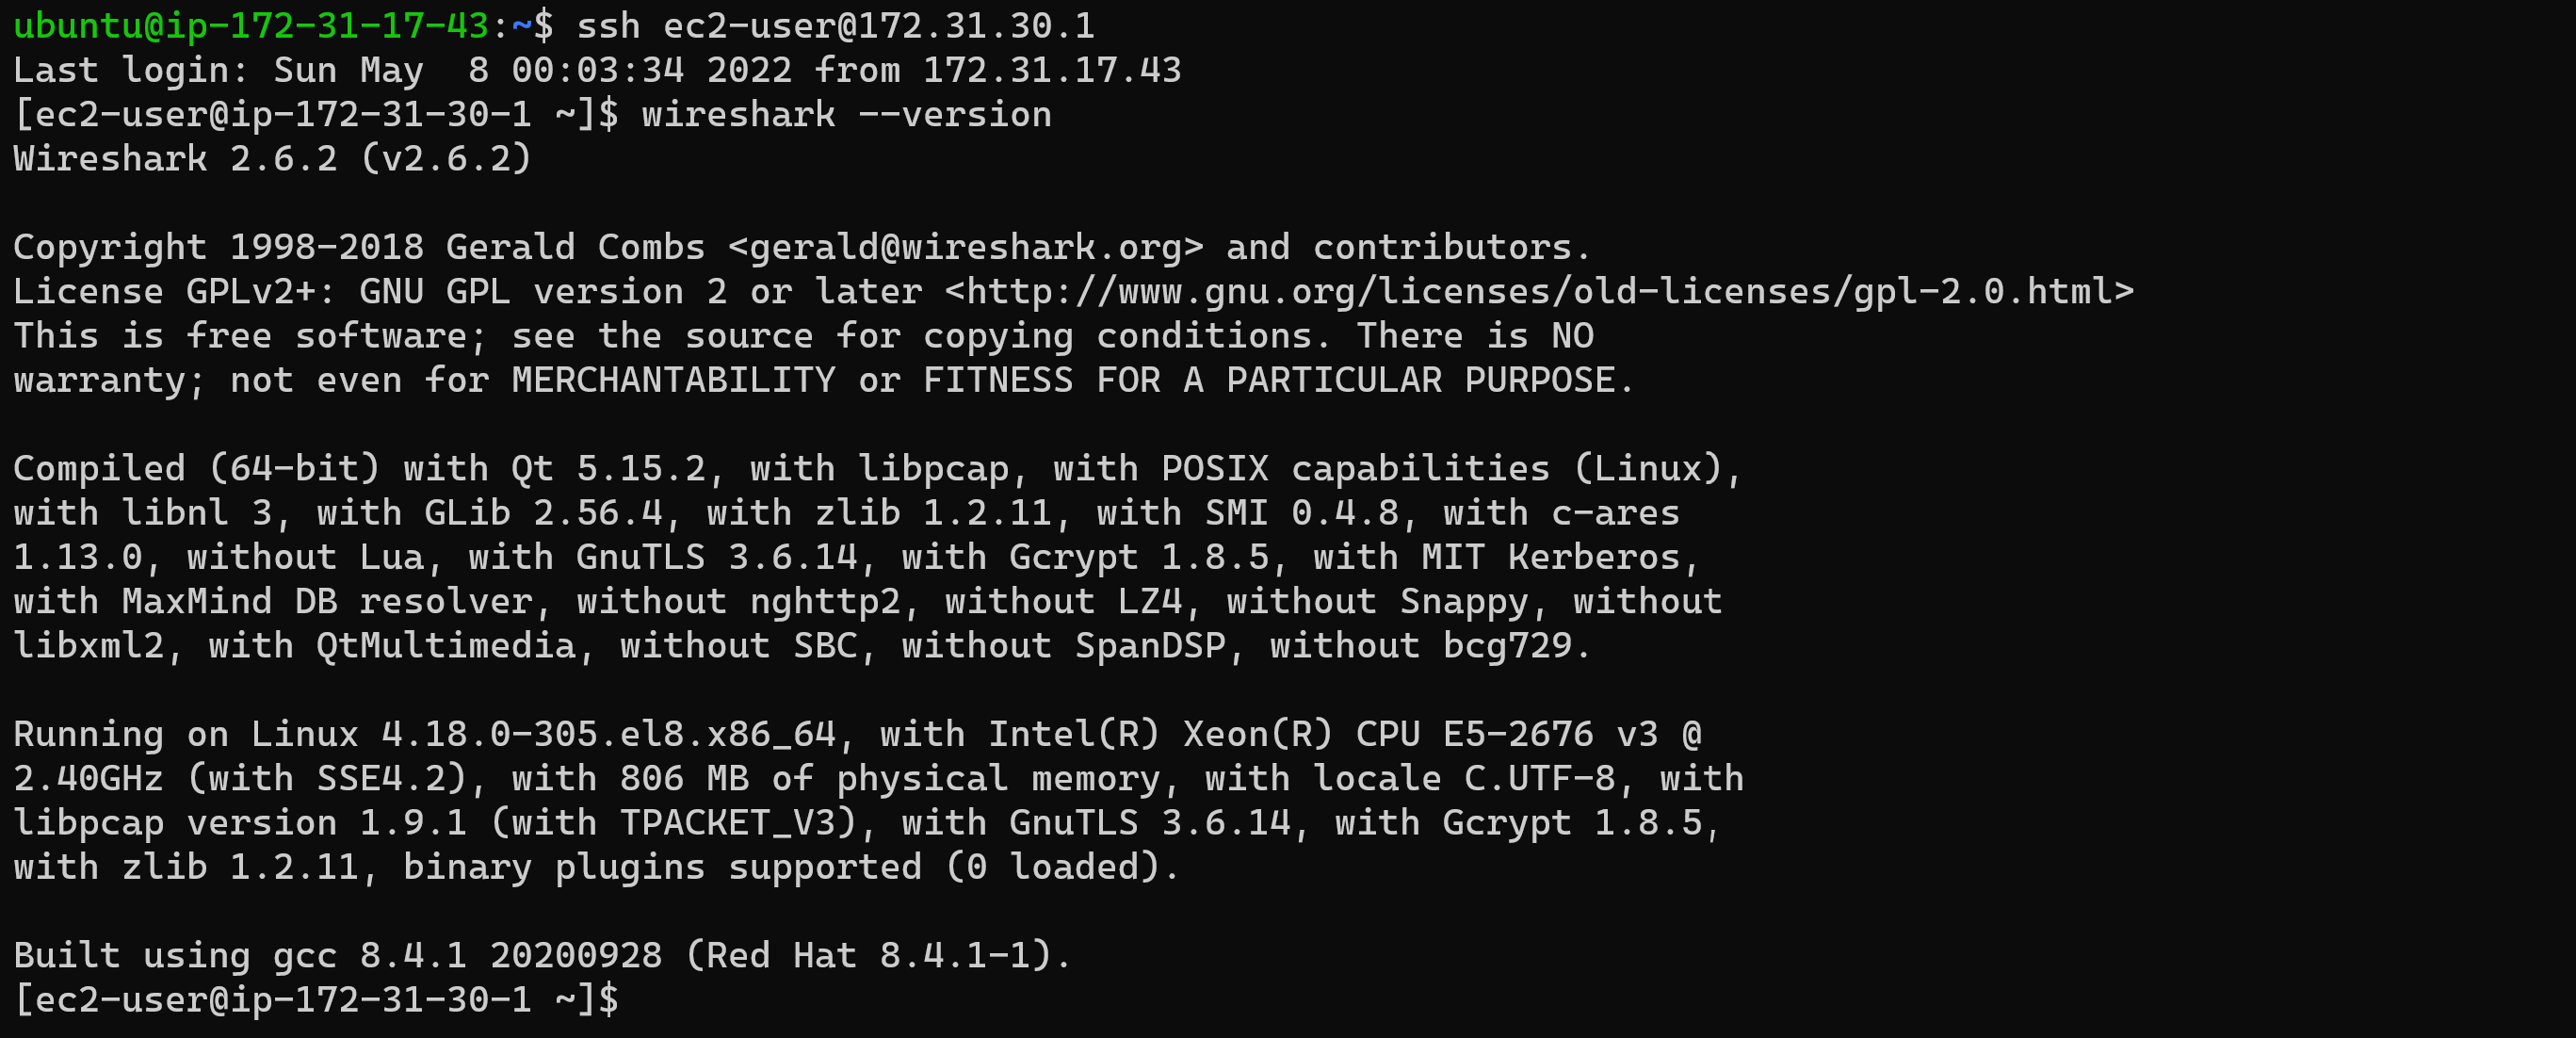 ubuntu@ip-172-31-17-43:~$ ssh ec2-user@172.31.30.1
Last login: Sun May  8 00:03:34 2022 from 172.31.17.43
[ec2-user@ip-172-31-30-1 ~]$ wireshark --version
Wireshark 2.6.2 (v2.6.2)

Copyright 1998-2018 Gerald Combs <gerald@wireshark.org> and contributors.
License GPLv2+: GNU GPL version 2 or later <http://www.gnu.org/licenses/old-licenses/gpl-2.0.html>
This is free software; see the source for copying conditions. There is NO
warranty; not even for MERCHANTABILITY or FITNESS FOR A PARTICULAR PURPOSE.

Compiled (64-bit) with Qt 5.15.2, with libpcap, with POSIX capabilities (Linux),
with libnl 3, with GLib 2.56.4, with zlib 1.2.11, with SMI 0.4.8, with c-ares
1.13.0, without Lua, with GnuTLS 3.6.14, with Gcrypt 1.8.5, with MIT Kerberos,
with MaxMind DB resolver, without nghttp2, without LZ4, without Snappy, without
libxml2, with QtMultimedia, without SBC, without SpanDSP, without bcg729.

Running on Linux 4.18.0-305.el8.x86_64, with Intel(R) Xeon(R) CPU E5-2676 v3 @
2.40GHz (with SSE4.2), with 806 MB of physical memory, with locale C.UTF-8, with
libpcap version 1.9.1 (with TPACKET_V3), with GnuTLS 3.6.14, with Gcrypt 1.8.5,
with zlib 1.2.11, binary plugins supported (0 loaded).

Built using gcc 8.4.1 20200928 (Red Hat 8.4.1-1).
[ec2-user@ip-172-31-30-1 ~]$